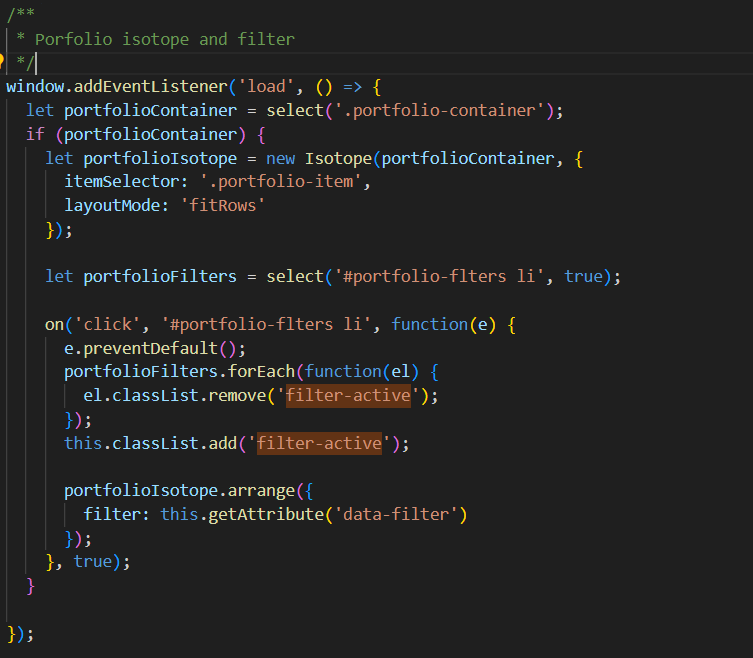 /**
 * Porfolio isotope and filter
 */
window.addEventListener('load', () => {
  let portfolioContainer = select('.portfolio-container');
  if (portfolioContainer) {
    let portfolioIsotope = new Isotope(portfolioContainer, {
      itemSelector: '.portfolio-item',
      layoutMode: 'fitRows'
    });

    let portfolioFilters = select('#portfolio-flters li', true);

    on('click', '#portfolio-flters li', function(e) {
      e.preventDefault();
      portfolioFilters.forEach(function(el) {
        el.classList.remove('filter-active');
      });
      this.classList.add('filter-active');

      portfolioIsotope.arrange({
        filter: this.getAttribute('data-filter')
      });
    }, true);
  }

});